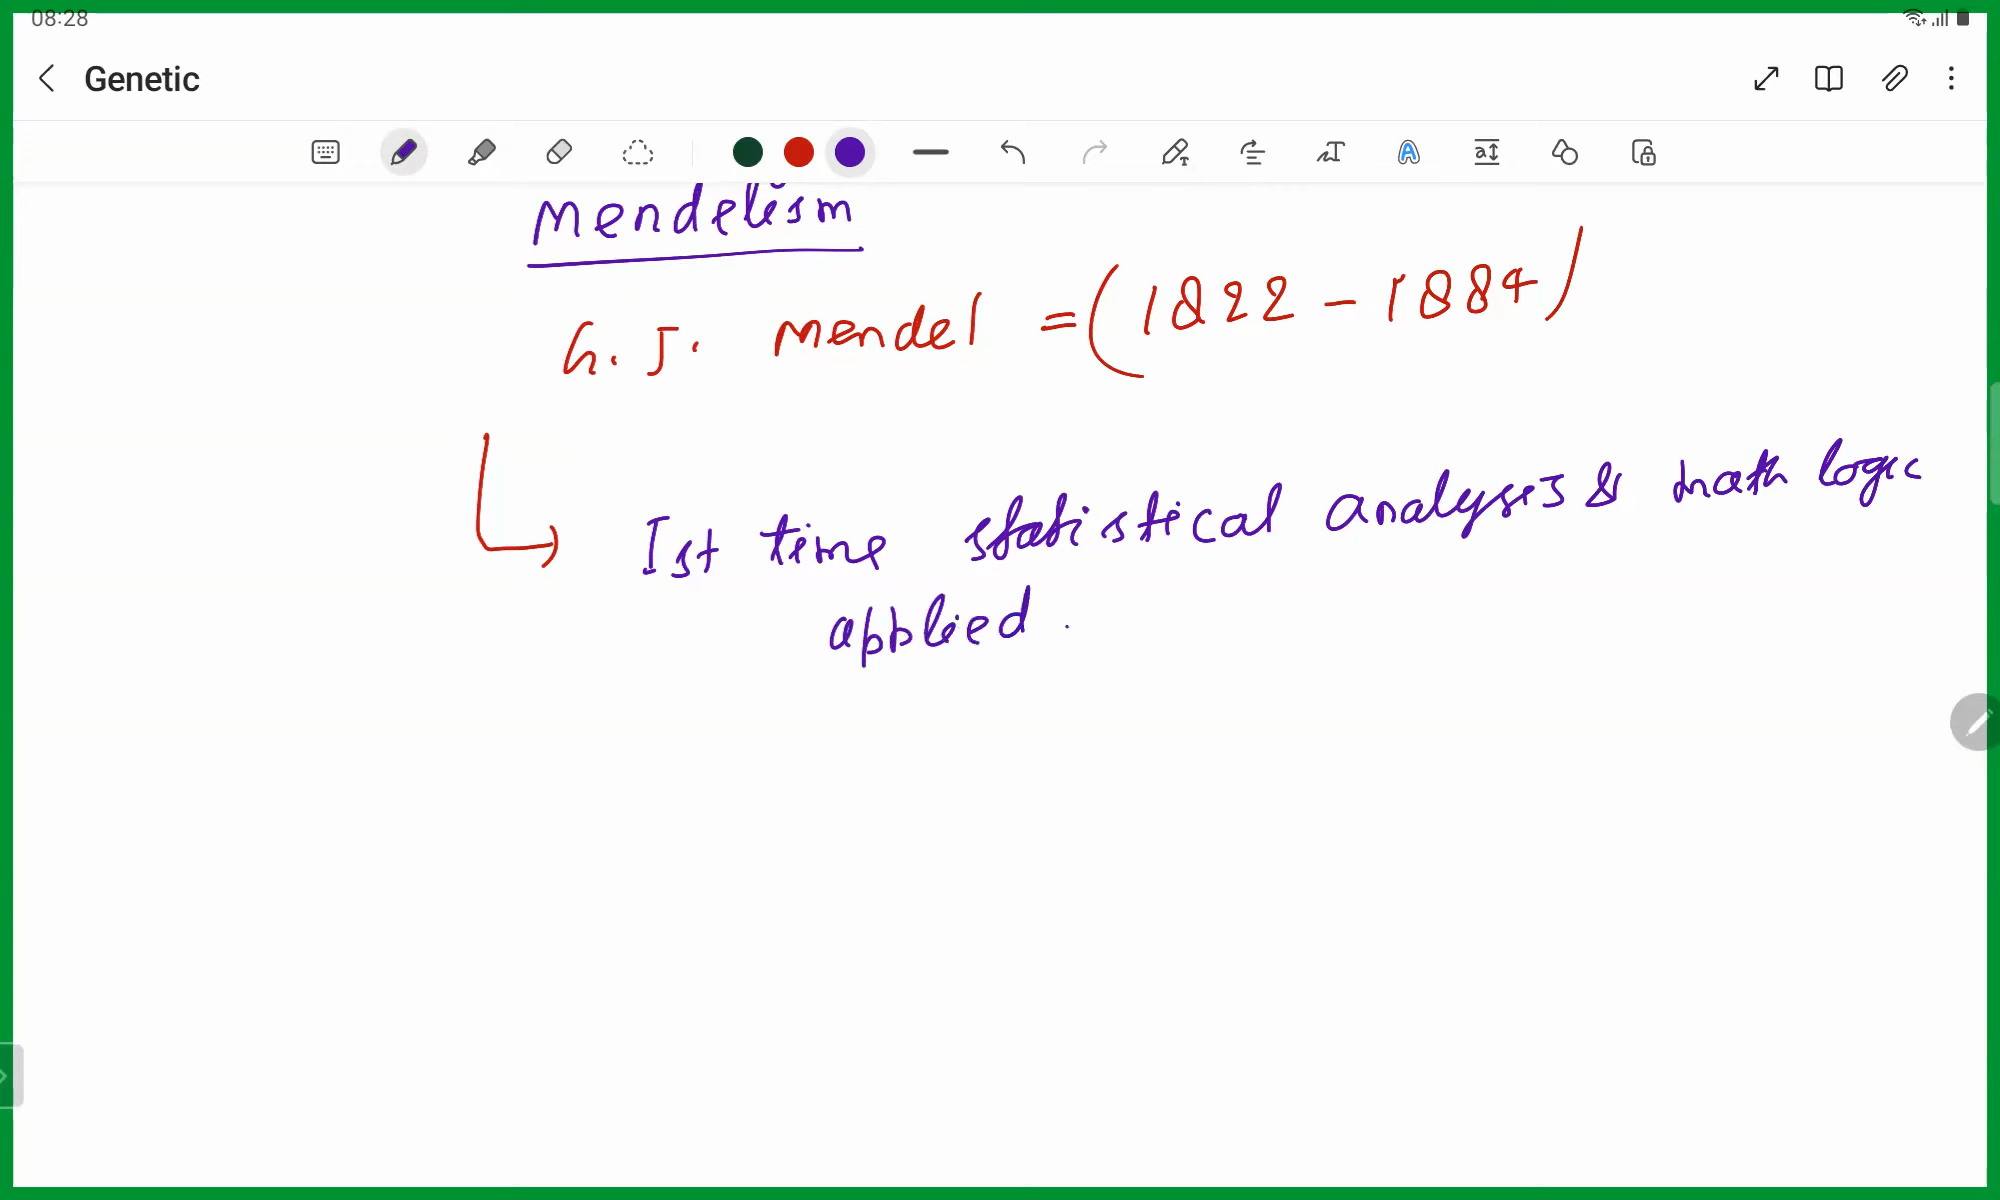 08:28
Genetic
Mendelism
G. J. Mendel = (1822 - 1884)
Ist time statistical analysis & math logic
applied.